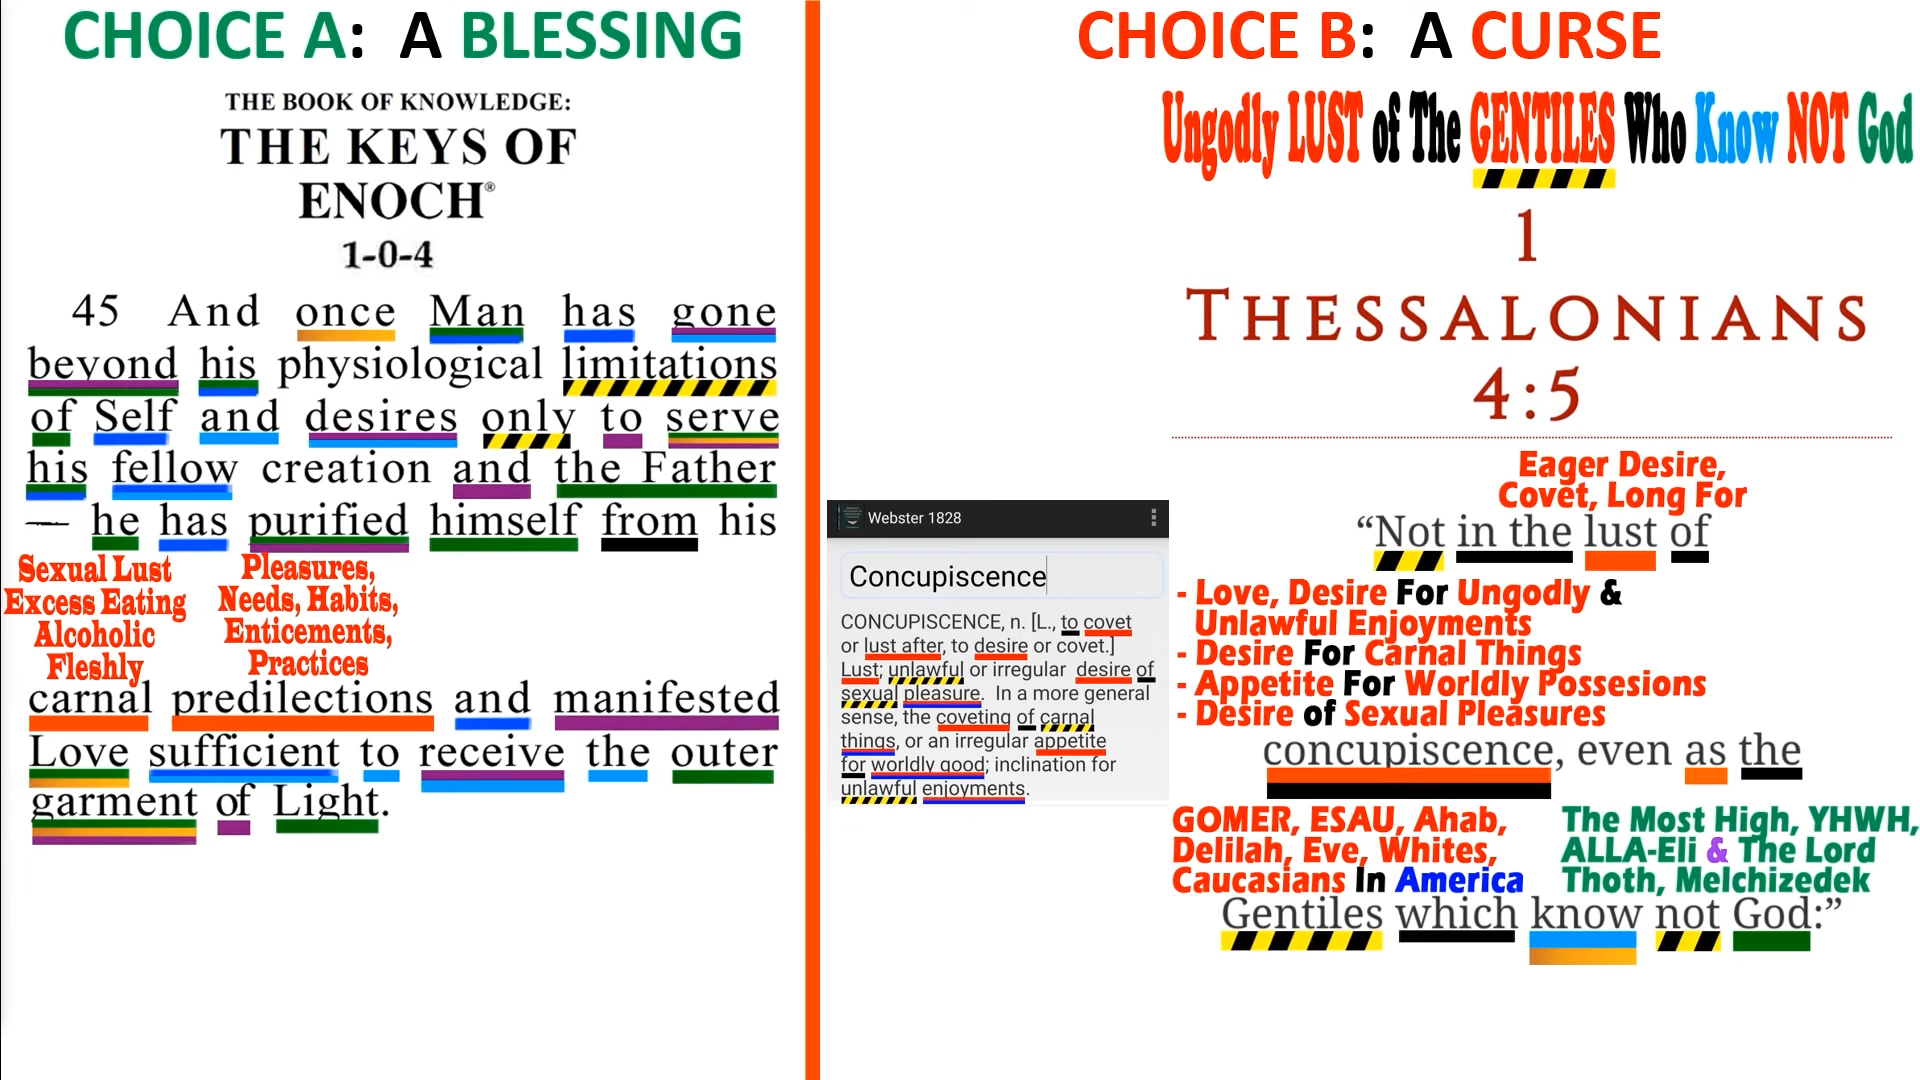 CHOICE A: A BLESSING
THE BOOK OF KNOWLEDGE:
THE KEYS OF
ENOCH®
1-0-4
45 And once Man has gone
beyond his physiological limitations
of Self and desires only to serve
his fellow creation and the Father
— he has purified himself from his
Sexual Lust
Excess Eating
Alcoholic
Fleshly
Pleasures,
Needs, Habits,
Enticements,
Practices
carnal predilections and manifested
Love sufficient to receive the outer
garment of Light.
CHOICE B: A CURSE
Ungodly LUST of The GENTILES Who Know NOT God
1
THESSALONIANS
4:5
Eager Desire,
Covet, Long For
“Not in the lust of
- Love, Desire For Ungodly &
Unlawful Enjoyments
- Desire For Carnal Things
- Appetite For Worldly Possesions
- Desire of Sexual Pleasures
concupiscence, even as the
GOMER, ESAU, Ahab,
Delilah, Eve, Whites,
Caucasians In America
The Most High, YHWH,
ALLA-Eli & The Lord
Thoth, Melchizedek
Gentiles which know not God:”
Webster 1828
Concupiscence
CONCUPISCENCE, n. [L., to covet
or lust after, to desire or covet.]
Lust; unlawful or irregular desire of
sexual pleasure. In a more general
sense, the coveting of carnal
things, or an irregular appetite
for worldly good; inclination for
unlawful enjoyments.